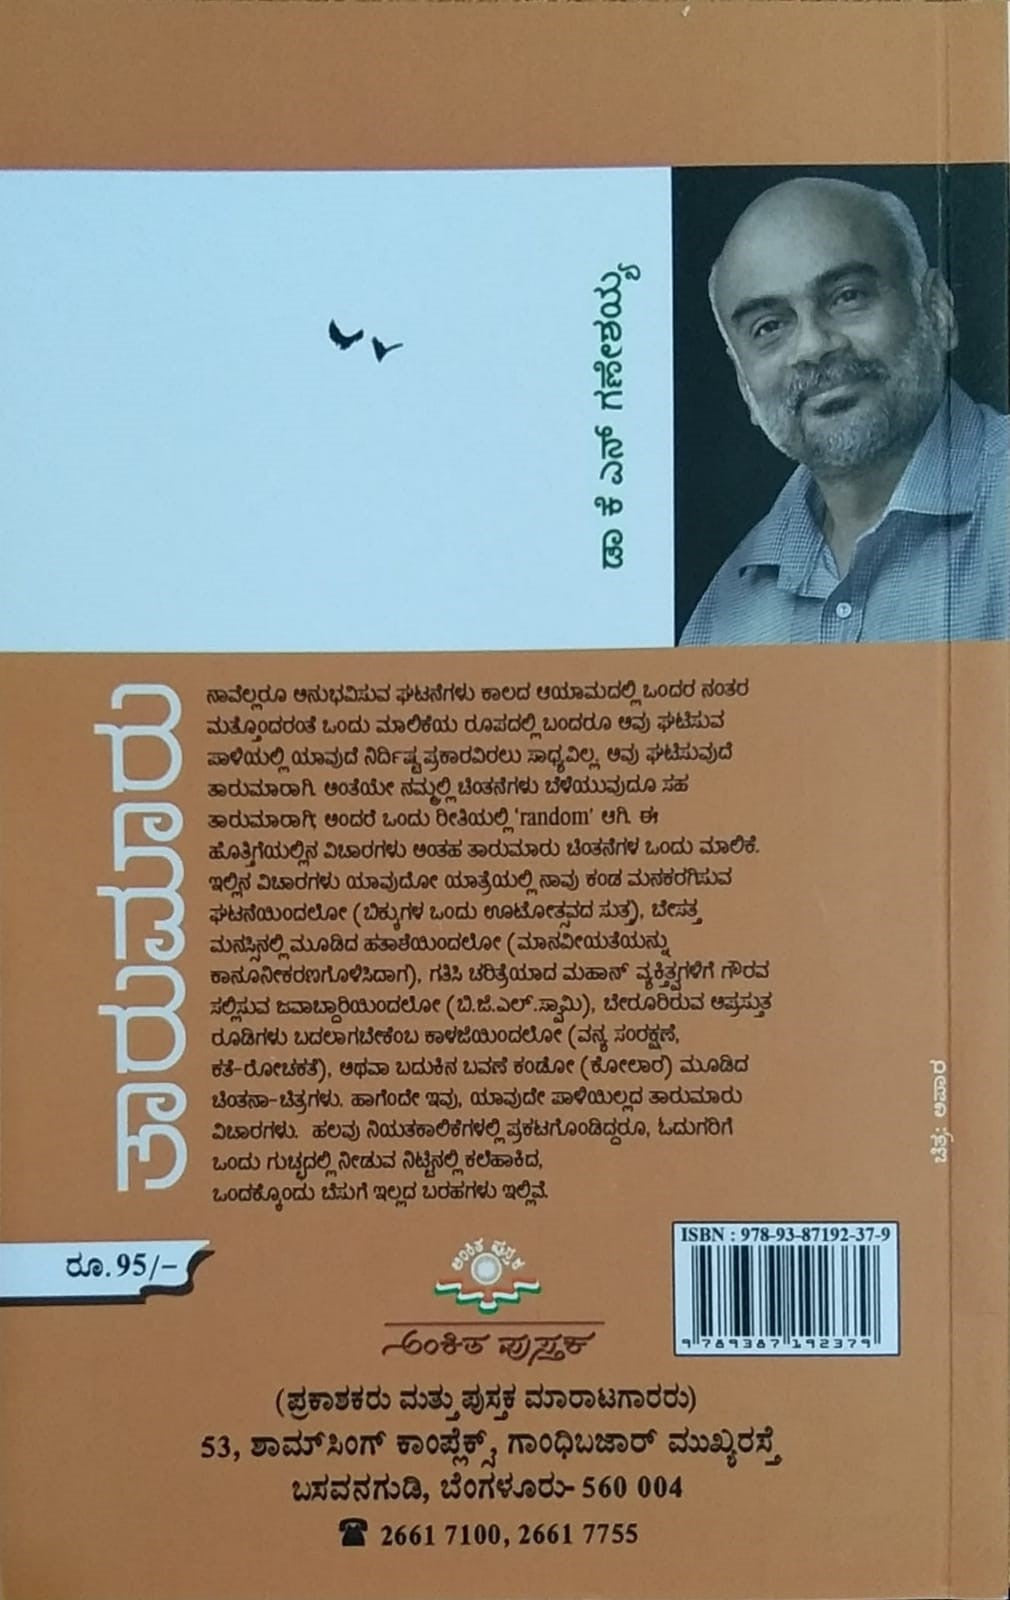 ಡಾ ಕೆ ಎನ್ ಗಣೇಶಯ್ಯ
ತಾರುಮಾರು
ನಾವೆಲ್ಲರೂ ಅನುಭವಿಸುವ ಘಟನೆಗಳು ಕಾಲದ ಆಯಾಮದಲ್ಲಿ ಒಂದರ ನಂತರ
ಮತ್ತೊಂದರಂತೆ ಒಂದು ಮಾಲಿಕೆಯ ರೂಪದಲ್ಲಿ ಬಂದರೂ ಅವು ಘಟಿಸುವ
ಪಾಳಿಯಲ್ಲಿ ಯಾವುದೆ ನಿರ್ದಿಷ್ಟ ಪ್ರಕಾರವಿರಲು ಸಾಧ್ಯವಿಲ್ಲ. ಅವು ಘಟಿಸುವುದೆ
ತಾರುಮಾರಾಗಿ. ಅಂತೆಯೇ ನಮ್ಮಲ್ಲಿ ಚಿಂತನೆಗಳು ಬೆಳೆಯುವುದೂ ಸಹ
ತಾರುಮಾರಾಗಿ; ಅಂದರೆ ಒಂದು ರೀತಿಯಲ್ಲಿ ‘random’ ಆಗಿ. ಈ
ಹೊತ್ತಿಗೆಯಲ್ಲಿನ ವಿಚಾರಗಳು ಅಂತಹ ತಾರುಮಾರು ಚಿಂತನೆಗಳ ಒಂದು ಮಾಲಿಕೆ.
ಇಲ್ಲಿನ ವಿಚಾರಗಳು ಯಾವುದೋ ಯಾತ್ರೆಯಲ್ಲಿ ನಾವು ಕಂಡ ಮನಕರಗಿಸುವ
ಘಟನೆಯಿಂದಲೋ (ಬಿಕ್ಕುಗಳ ಒಂದು ಊಟೋತ್ಸವದ ಸುತ್ತ), ಬೇಸತ್ತ
ಮನಸ್ಸಿನಲ್ಲಿ ಮೂಡಿದ ಹತಾಶೆಯಿಂದಲೋ (ಮಾನವೀಯತೆಯನ್ನು
ಕಾನೂನೀಕರಣಗೊಳಿಸಿದಾಗ), ಗತಿಸಿ ಚರಿತ್ರೆಯಾದ ಮಹಾನ್ ವ್ಯಕ್ತಿತ್ವಗಳಿಗೆ ಗೌರವ
ಸಲ್ಲಿಸುವ ಜವಾಬ್ದಾರಿಯಿಂದಲೋ (ಬಿ.ಜಿ.ಎಲ್.ಸ್ವಾಮಿ), ಬೇರೂರಿರುವ ಅಪ್ರಸ್ತುತ
ರೂಡಿಗಳು ಬದಲಾಗಬೇಕೆಂಬ ಕಾಳಜಿಯಿಂದಲೋ (ವನ್ಯ ಸಂರಕ್ಷಣೆ,
ಕತೆ-ರೋಚಕತೆ), ಅಥವಾ ಬದುಕಿನ ಬವಣೆ ಕಂಡೋ (ಕೋಲಾರ) ಮೂಡಿದ
ಚಿಂತನಾ-ಚಿತ್ರಗಳು. ಹಾಗೆಂದೇ ಇವು, ಯಾವುದೇ ಪಾಳಿಯಿಲ್ಲದ ತಾರುಮಾರು
ವಿಚಾರಗಳು. ಹಲವು ನಿಯತಕಾಲಿಕೆಗಳಲ್ಲಿ ಪ್ರಕಟಗೊಂಡಿದ್ದರೂ, ಓದುಗರಿಗೆ
ಒಂದು ಗುಚ್ಛದಲ್ಲಿ ನೀಡುವ ನಿಟ್ಟಿನಲ್ಲಿ ಕಲೆಹಾಕಿದ,
ಒಂದಕ್ಕೊಂದು ಬೆಸುಗೆ ಇಲ್ಲದ ಬರಹಗಳು ಇಲ್ಲಿವೆ.
ಚಿತ್ರ: ಅಪಾರ
ರೂ. 95/-
ಅಂಕಿತ ಪುಸ್ತಕ
ಅಂಕಿತ ಪುಸ್ತಕ
ISBN : 978-93-87192-37-9
9 789387 192379
(ಪ್ರಕಾಶಕರು ಮತ್ತು ಪುಸ್ತಕ ಮಾರಾಟಗಾರರು)
53, ಶಾಮ್‌ಸಿಂಗ್ ಕಾಂಪ್ಲೆಕ್ಸ್, ಗಾಂಧಿಬಜಾರ್ ಮುಖ್ಯರಸ್ತೆ
ಬಸವನಗುಡಿ, ಬೆಂಗಳೂರು- 560 004
☎ 2661 7100, 2661 7755